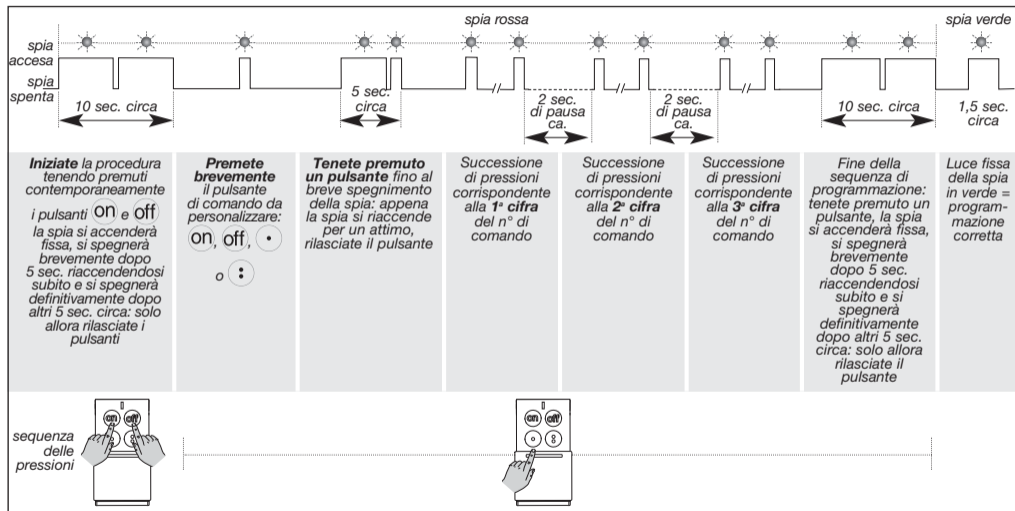 spia rossa
spia verde
spia
accesa
spia
spenta
10 sec. circa
5 sec.
circa
2 sec.
di pausa
ca.
2 sec.
di pausa
ca.
10 sec. circa
1,5 sec.
circa
Iniziate la procedura
tenendo premuti
contemporaneamente
i pulsanti on e off
la spia si accenderà
fissa, si spegnerà
brevemente dopo
5 sec. riaccendendosi
subito e si spegnerà
definitivamente dopo
altri 5 sec. circa: solo
allora rilasciate i
pulsanti
Premete
brevemente
il pulsante
di comando da
personalizzare:
on, off, •
o :
Tenete premuto
un pulsante fino al
breve spegnimento
della spia: appena
la spia si riaccende
per un attimo,
rilasciate il pulsante
Successione
di pressioni
corrispondente
alla 1ª cifra
del n° di
comando
Successione
di pressioni
corrispondente
alla 2ª cifra
del n° di
comando
Successione
di pressioni
corrispondente
alla 3ª cifra
del n° di
comando
Fine della
sequenza di
programmazione:
tenete premuto un
pulsante, la spia
si accenderà fissa,
si spegnerà
brevemente
dopo 5 sec.
riaccendendosi
subito e si
spegnerà
definitivamente
dopo altri 5 sec.
circa: solo allora
rilasciate il
pulsante
Luce fissa
della spia
in verde =
program-
mazione
corretta
sequenza
delle
pressioni
on off
on off